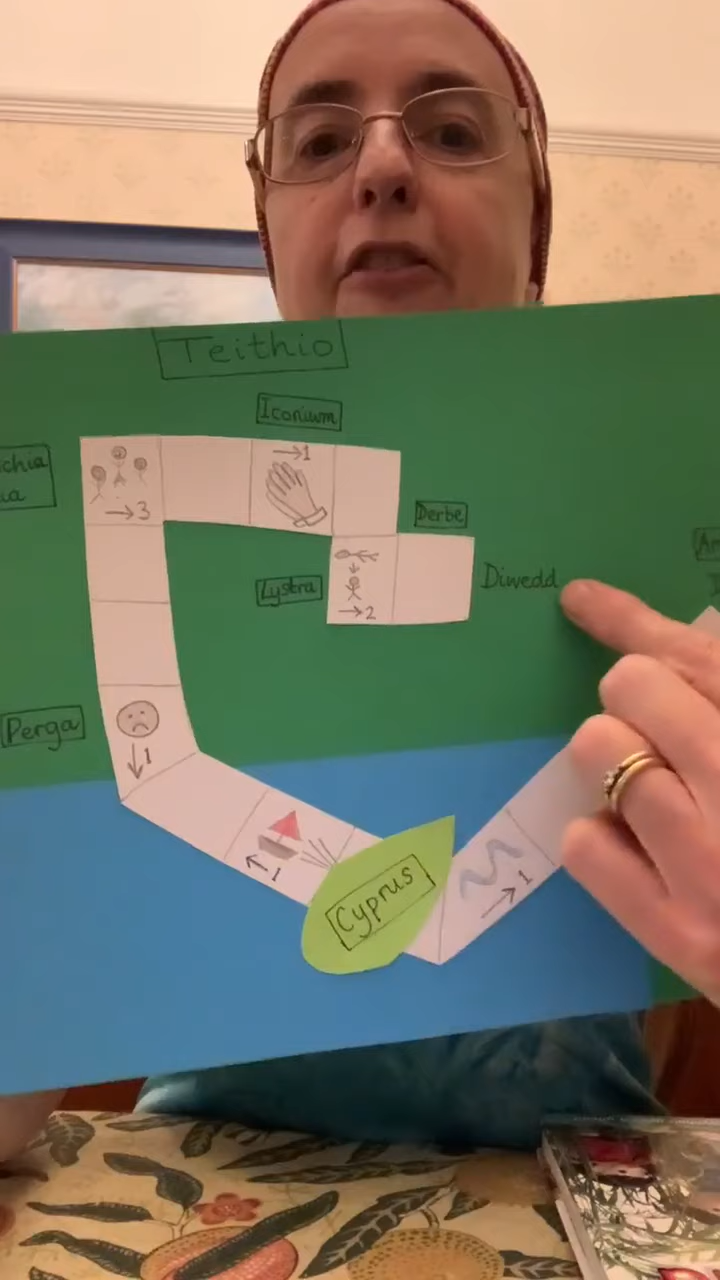 Teithio
Iconium
→1
→3
Derbe
Lystra
→2
Diwedd
Perga
↓1
↑1
Cyprus
→1